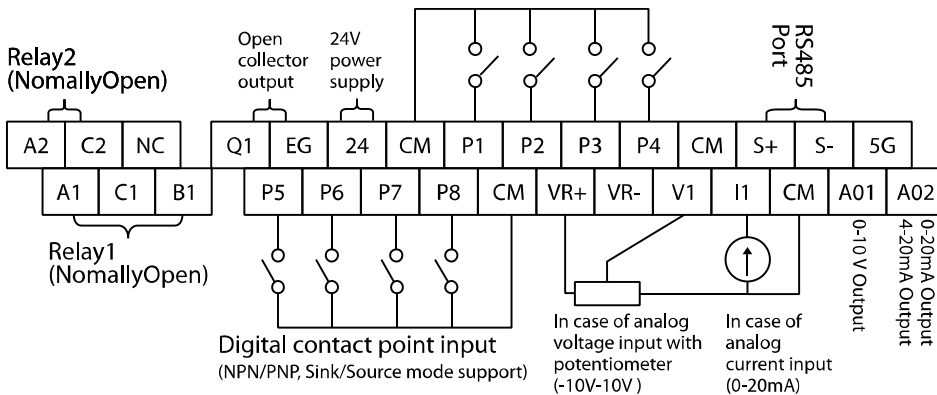 Relay2
(NomallyOpen)
Open
collector
output
24V
power
supply
RS485
Port
A2 C2 NC
Q1 EG 24 CM P1 P2 P3 P4 CM S+ S- 5G
A1 C1 B1
P5 P6 P7 P8 CM VR+ VR- V1 I1 CM A01 A02
Relay1
(NomallyOpen)
0-10 V Output
0-20mA Output
4-20mA Output
Digital contact point input
(NPN/PNP, Sink/Source mode support)
In case of analog
voltage input with
potentiometer
(-10V-10V )
In case of
analog
current input
(0-20mA)